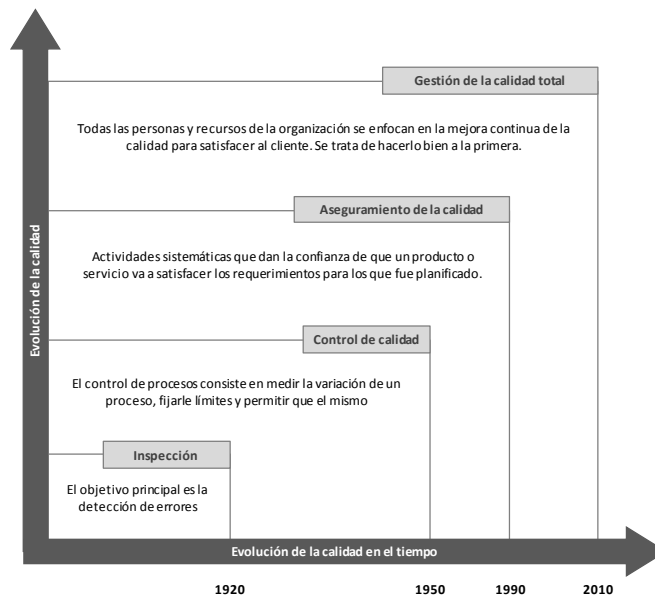 Gestión de la calidad total
Todas las personas y recursos de la organización se enfocan en la mejora continua de la
calidad para satisfacer al cliente. Se trata de hacerlo bien a la primera.
Aseguramiento de la calidad
Actividades sistemáticas que dan la confianza de que un producto o
servicio va a satisfacer los requerimientos para los que fue planificado.
Evolución de la calidad
Control de calidad
El control de procesos consiste en medir la variación de un
proceso, fijarle límites y permitir que el mismo
Inspección
El objetivo principal es la
detección de errores
Evolución de la calidad en el tiempo
1920 1950 1990 2010